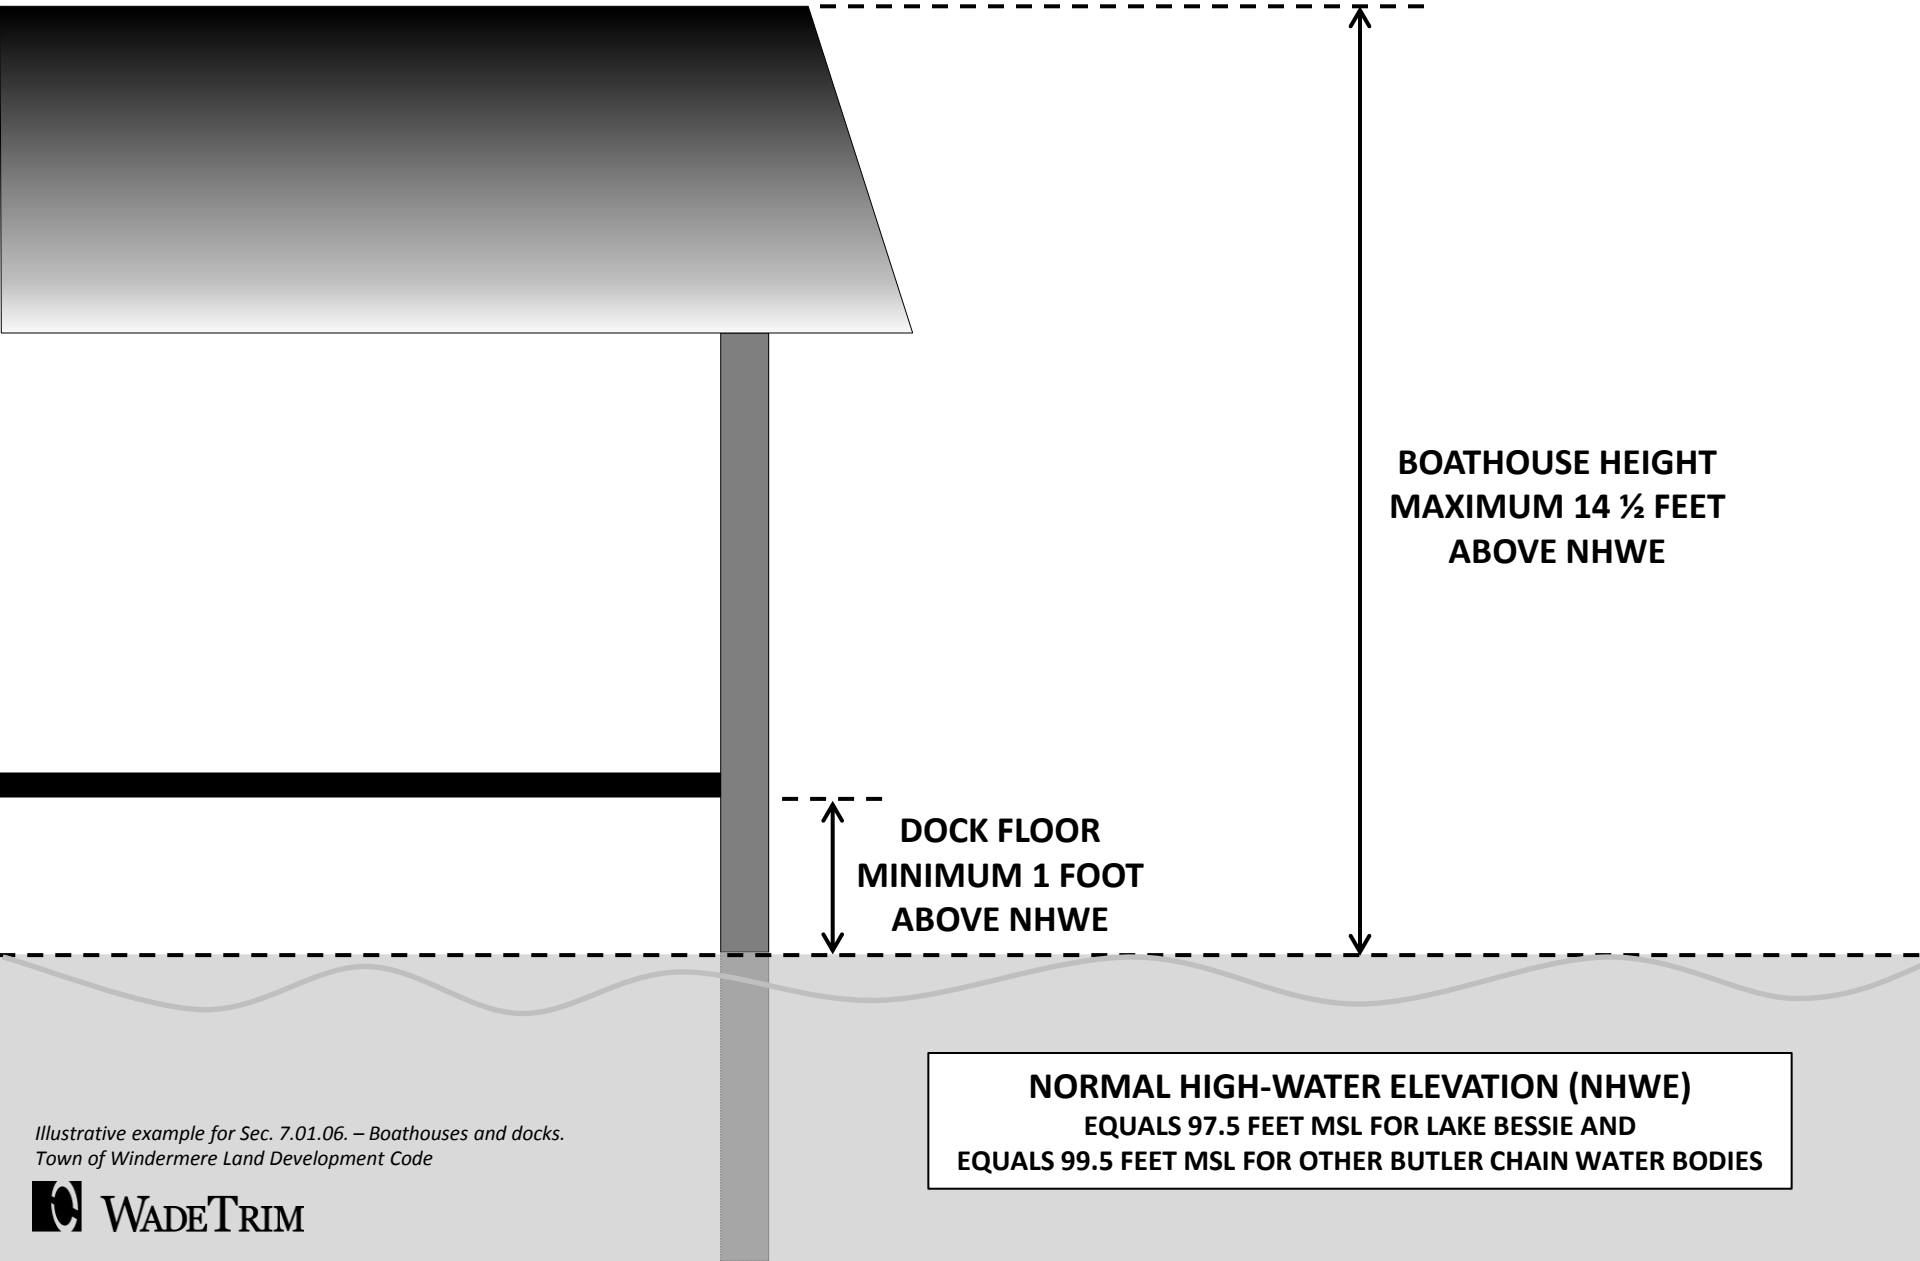 BOATHOUSE HEIGHT
MAXIMUM 14 ½ FEET
ABOVE NHWE
DOCK FLOOR
MINIMUM 1 FOOT
ABOVE NHWE
NORMAL HIGH-WATER ELEVATION (NHWE)
EQUALS 97.5 FEET MSL FOR LAKE BESSIE AND
EQUALS 99.5 FEET MSL FOR OTHER BUTLER CHAIN WATER BODIES
Illustrative example for Sec. 7.01.06. – Boathouses and docks.
Town of Windermere Land Development Code
WADETRIM